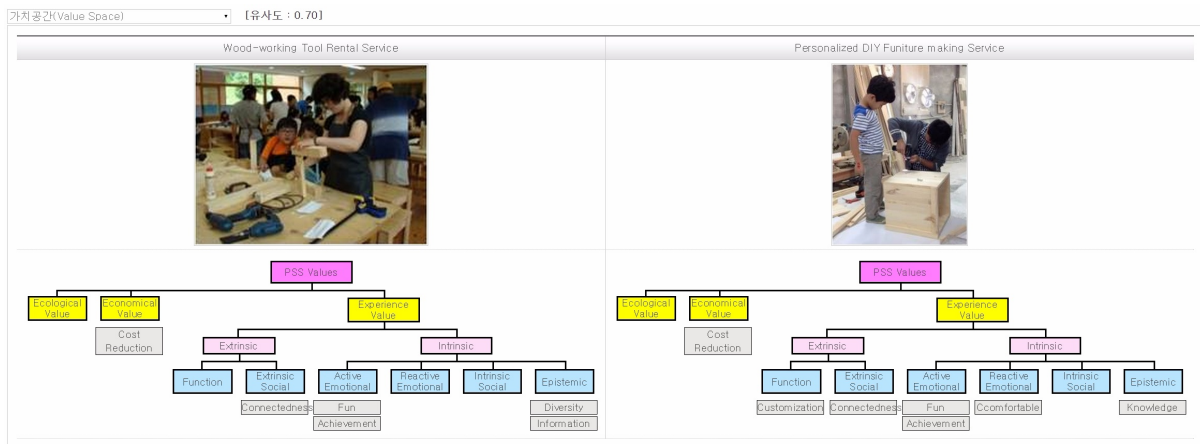 가치공간(Value Space)
[유사도 : 0.70]
Wood-working Tool Rental Service
Personalized DIY Funiture making Service
PSS Values
Ecological
Value
Economical
Value
Experience
Value
Cost
Reduction
Extrinsic
Intrinsic
Function
Extrinsic
Social
Active
Emotional
Reactive
Emotional
Intrinsic
Social
Epistemic
Connectedness
Fun
Diversity
Achievement
Information
PSS Values
Ecological
Value
Economical
Value
Experience
Value
Cost
Reduction
Extrinsic
Intrinsic
Function
Extrinsic
Social
Active
Emotional
Reactive
Emotional
Intrinsic
Social
Epistemic
Customization
Connectedness
Fun
Ccomfortable
Knowledge
Achievement